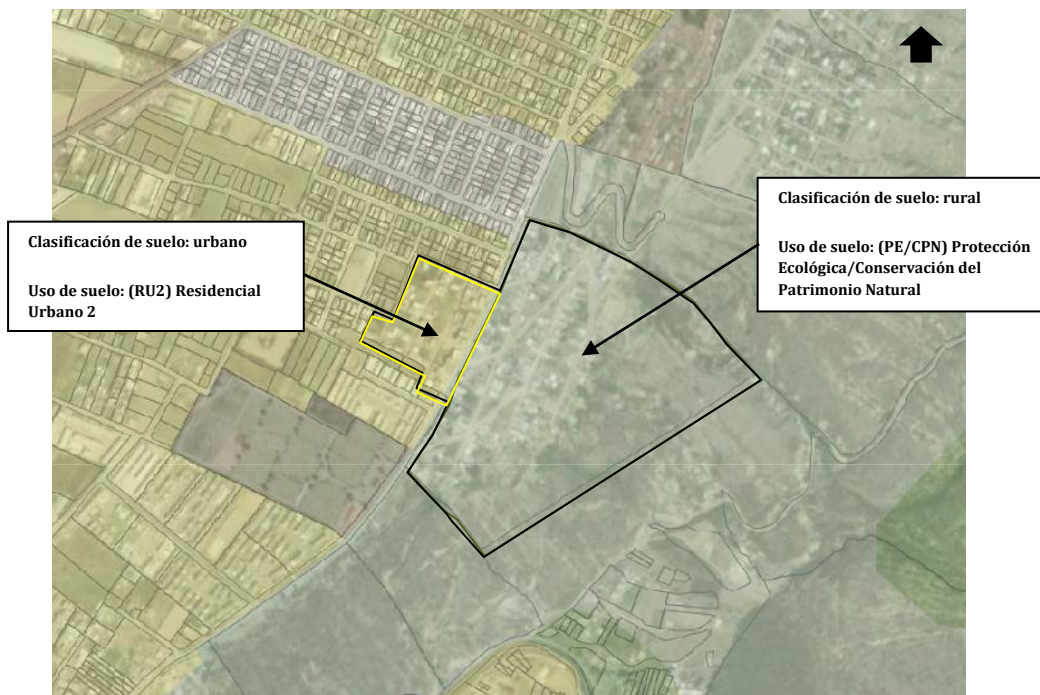 Clasificación de suelo: urbano
Uso de suelo: (RU2) Residencial
Urbano 2
Clasificación de suelo: rural
Uso de suelo: (PE/CPN) Protección
Ecológica/Conservación del
Patrimonio Natural